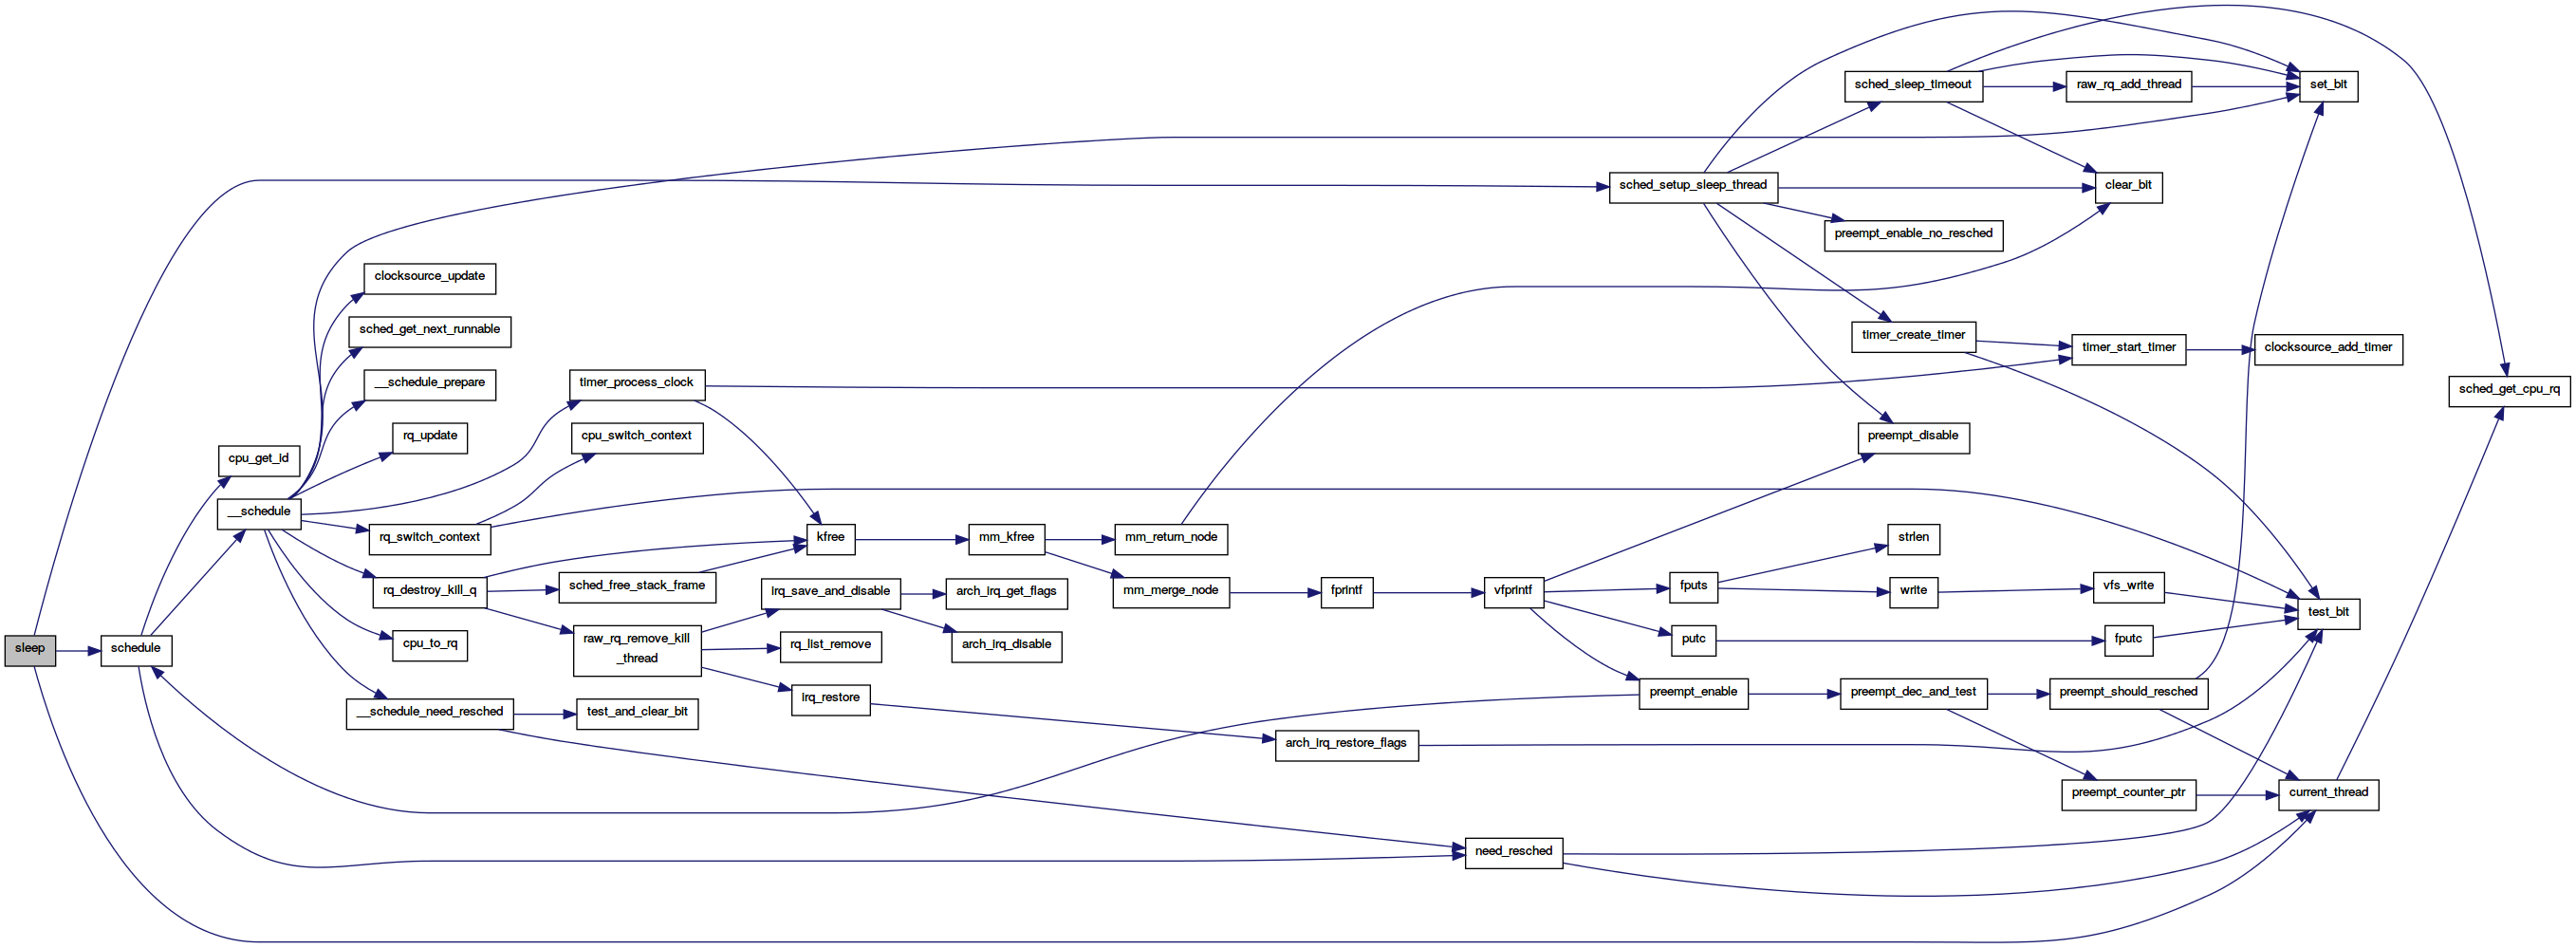 sleep
schedule
cpu_get_id
__schedule
clocksource_update
sched_get_next_runnable
__schedule_prepare
rq_update
rq_switch_context
rq_destroy_kill_q
cpu_to_rq
__schedule_need_resched
timer_process_clock
cpu_switch_context
sched_free_stack_frame
raw_rq_remove_kill
_thread
test_and_clear_bit
kfree
irq_save_and_disable
rq_list_remove
irq_restore
mm_kfree
arch_irq_get_flags
arch_irq_disable
mm_return_node
mm_merge_node
arch_irq_restore_flags
fprintf
vfprintf
need_resched
sched_setup_sleep_thread
fputs
putc
preempt_enable
sched_sleep_timeout
preempt_enable_no_resched
timer_create_timer
preempt_disable
strlen
write
preempt_dec_and_test
raw_rq_add_thread
clear_bit
timer_start_timer
vfs_write
fputc
preempt_should_resched
preempt_counter_ptr
set_bit
clocksource_add_timer
test_bit
current_thread
sched_get_cpu_rq